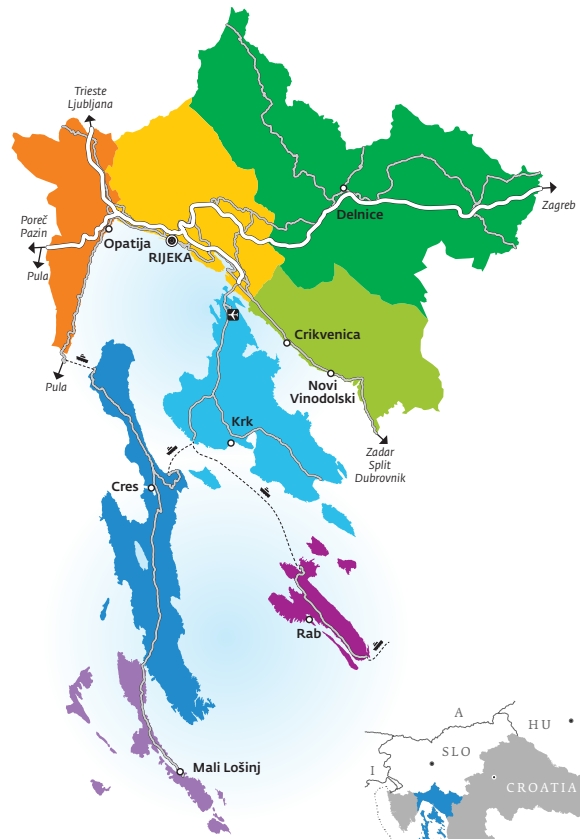 Trieste
Ljubljana
Delnice
Zagreb
Poreč
Pazin
Opatija
RIJEKA
Pula
Crikvenica
Pula
Novi
Vinodolski
Krk
Zadar
Split
Dubrovnik
Cres
Rab
A
HU
SLO
Mali Lošinj
I
CROATIA